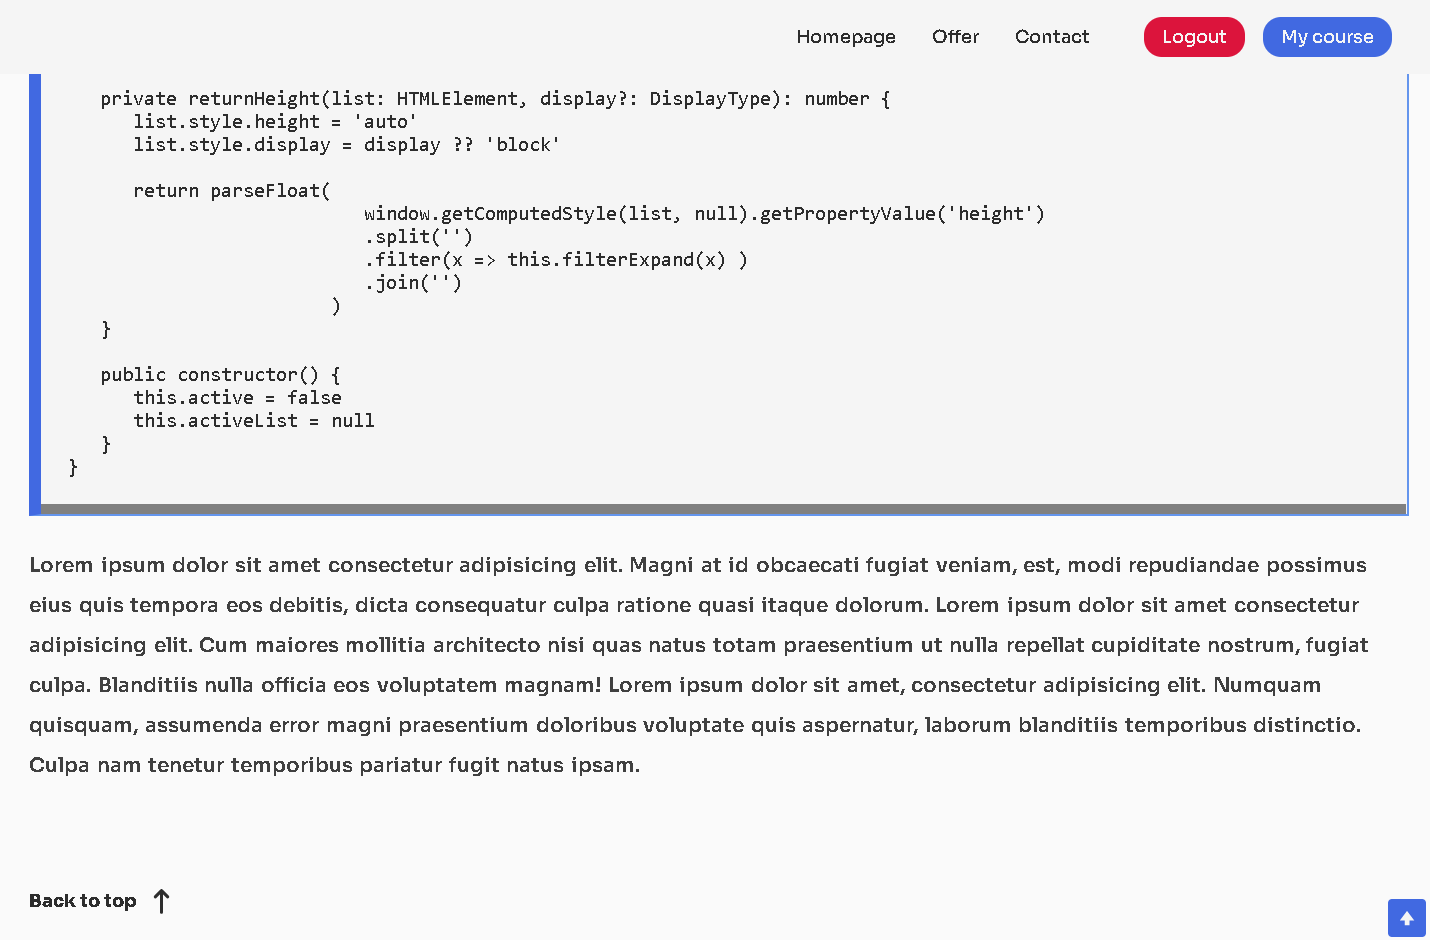 Homepage Offer Contact Logout My course
private returnHeight(list: HTMLElement, display?: DisplayType): number {
list.style.height = 'auto'
list.style.display = display ?? 'block'
return parseFloat(
window.getComputedStyle(list, null).getPropertyValue('height')
.split('')
.filter(x => this.filterExpand(x) )
.join('')
)
}
public constructor() {
this.active = false
this.activeList = null
}
}
Lorem ipsum dolor sit amet consectetur adipisicing elit. Magni at id obcaecati fugiat veniam, est, modi repudiandae possimus
eius quis tempora eos debitis, dicta consequatur culpa ratione quasi itaque dolorum. Lorem ipsum dolor sit amet consectetur
adipisicing elit. Cum maiores mollitia architecto nisi quas natus totam praesentium ut nulla repellat cupiditate nostrum, fugiat
culpa. Blanditiis nulla officia eos voluptatem magnam! Lorem ipsum dolor sit amet, consectetur adipisicing elit. Numquam
quisquam, assumenda error magni praesentium doloribus voluptate quis aspernatur, laborum blanditiis temporibus distinctio.
Culpa nam tenetur temporibus pariatur fugit natus ipsam.
Back to top